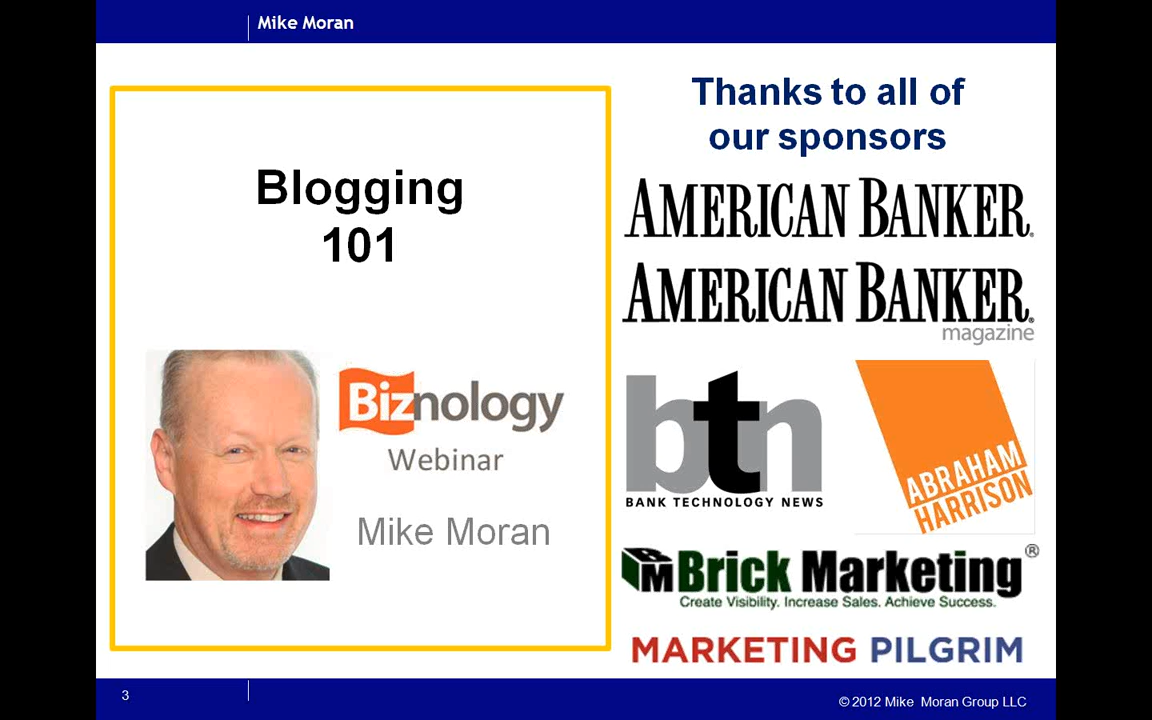 Mike Moran
Blogging
101
Biznology
Webinar
Mike Moran
Thanks to all of
our sponsors
AMERICAN BANKER®
AMERICAN BANKER®
magazine
btn
BANK TECHNOLOGY NEWS
ABRAHAM
HARRISON
BM Brick Marketing®
Create Visibility. Increase Sales. Achieve Success.
MARKETING PILGRIM
3
© 2012 Mike Moran Group LLC